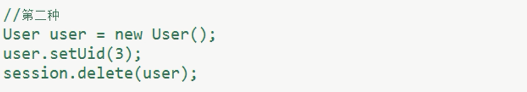 //第二种
User user = new User();
user.setUid(3);
session.delete(user);